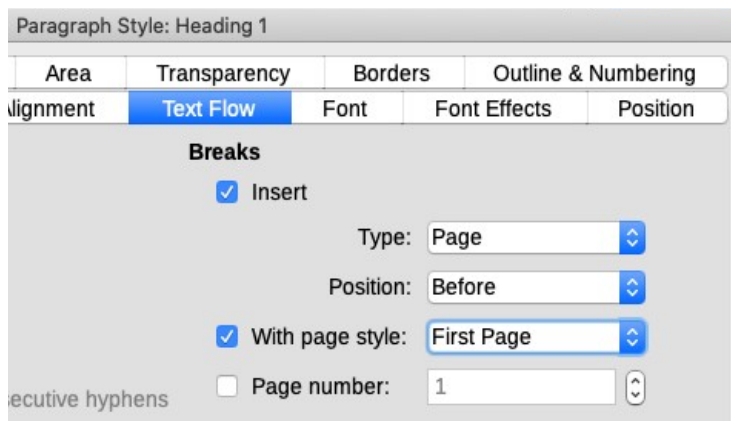 Paragraph Style: Heading 1
Area Transparency Borders Outline & Numbering
Text Flow Font Font Effects Position
Breaks
Insert
Type: Page
Position: Before
With page style: First Page
hyphens Page number: 1